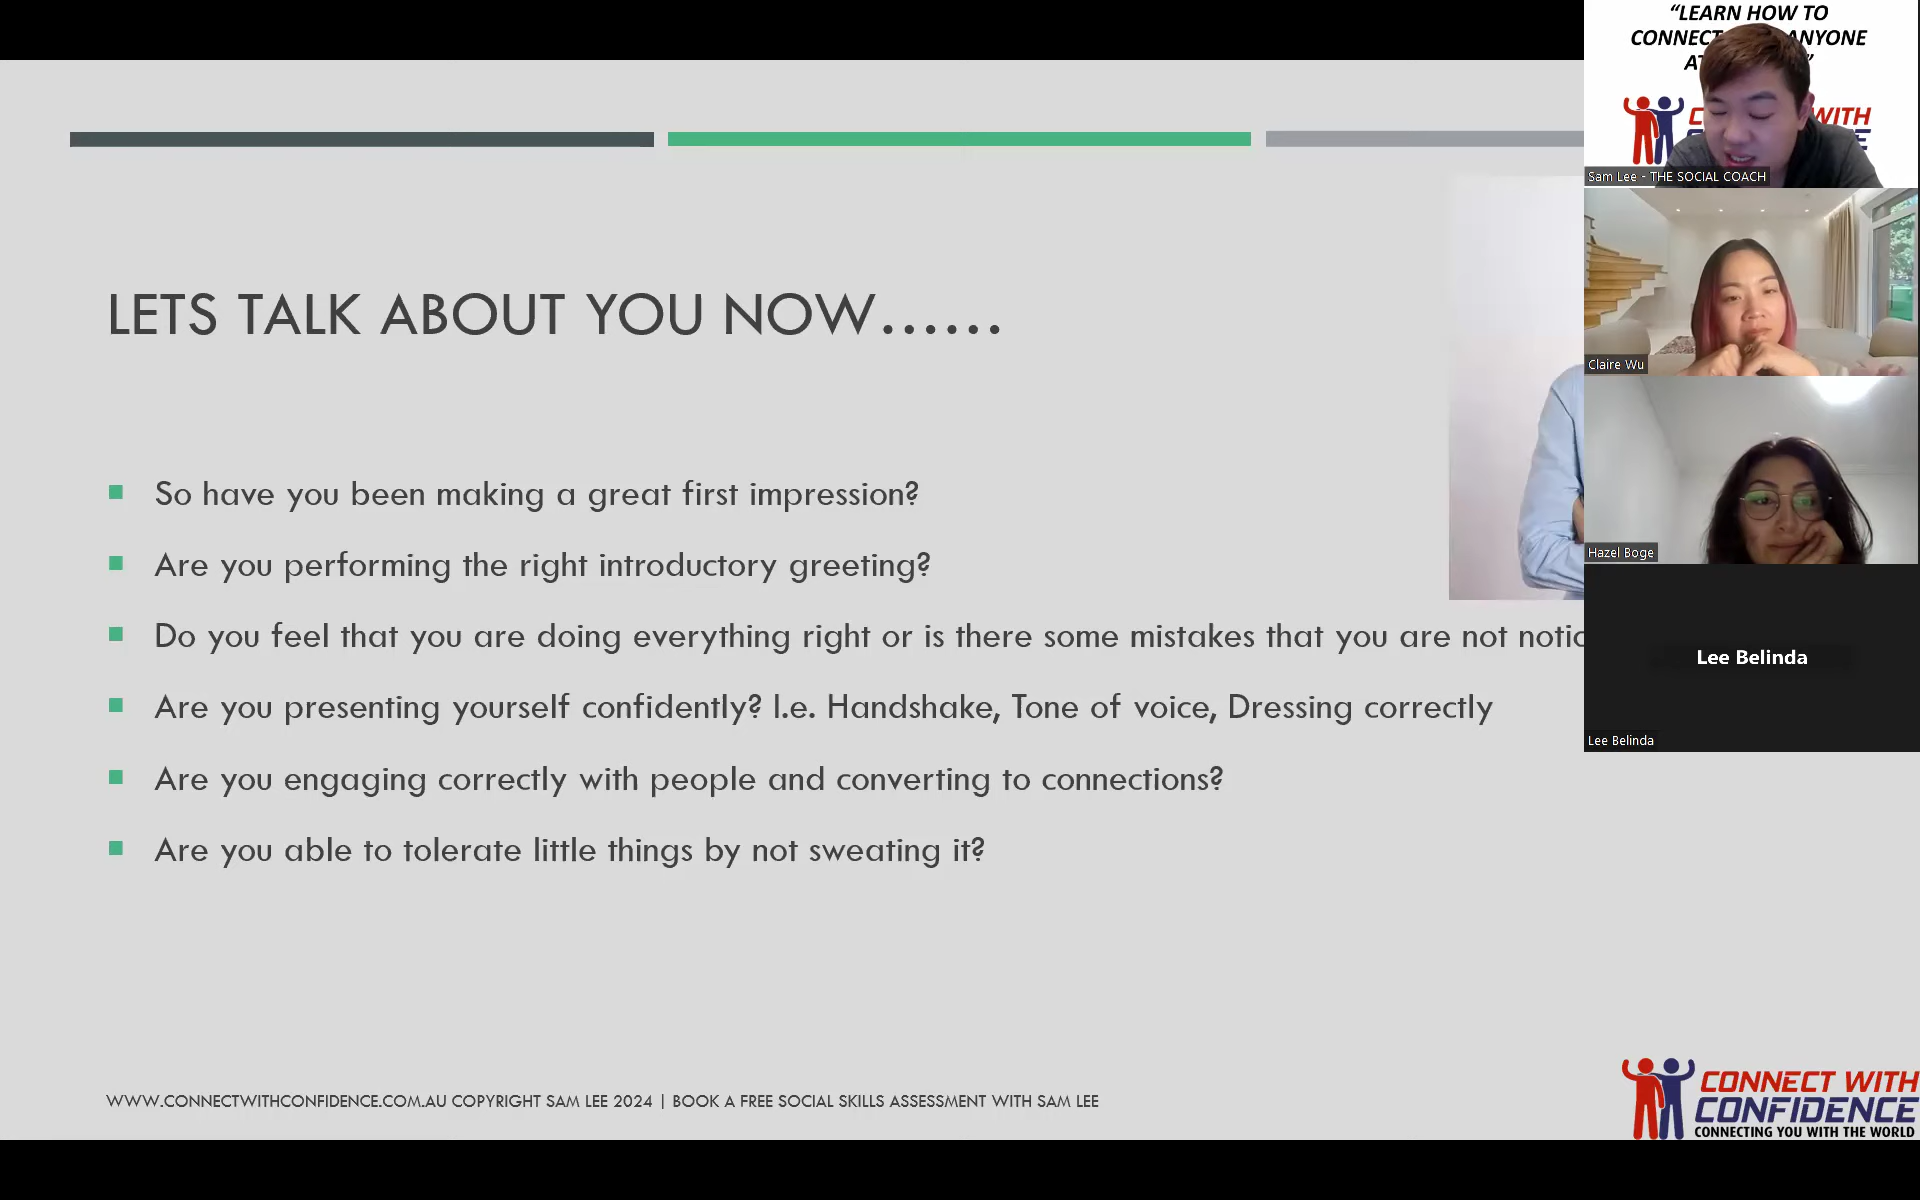 LETS TALK ABOUT YOU NOW......
So have you been making a great first impression?
Are you performing the right introductory greeting?
Do you feel that you are doing everything right or is there some mistakes that you are not
Are you presenting yourself confidently? I.e. Handshake, Tone of voice, Dressing correctly
Are you engaging correctly with people and converting to connections?
Are you able to tolerate little things by not sweating it?
WWW.CONNECTWITHCONFIDENCE.COM.AU COPYRIGHT SAM LEE 2024 | BOOK A FREE SOCIAL SKILLS ASSESSMENT WITH SAM LEE
CONNECT WITH
CONFIDENCE
CONNECTING YOU WITH THE WORLD
"LEARN HOW TO
CONNECT ANYONE
WITH
Sam Lee - THE SOCIAL COACH
Claire Wu
Hazel Boge
Lee Belinda
Lee Belinda